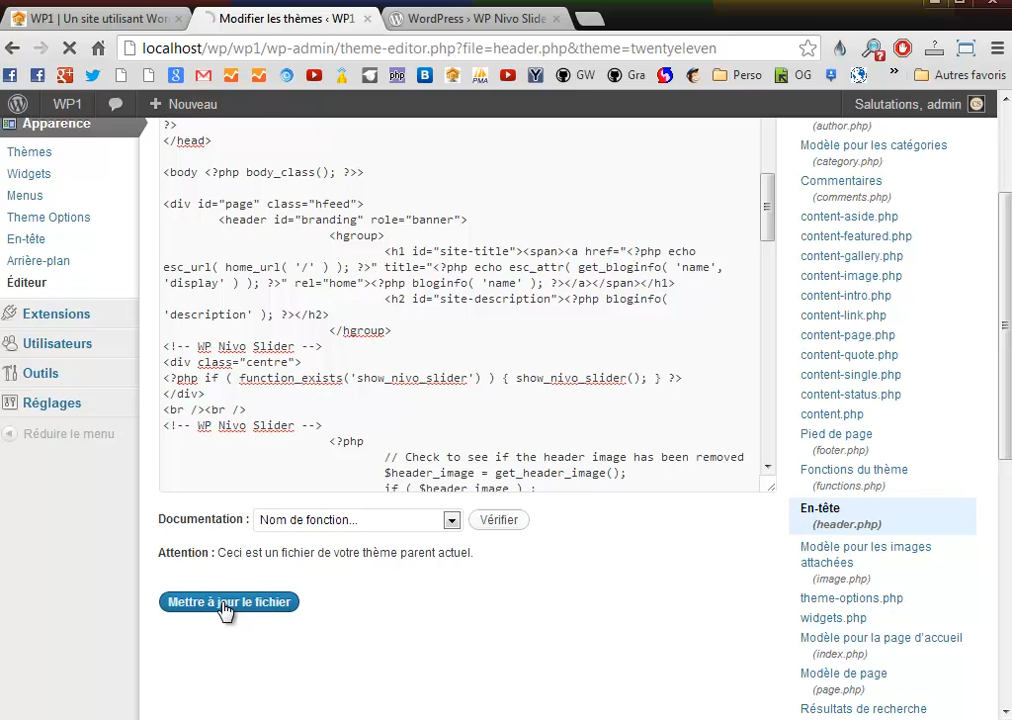 WP1 | Un site utilisant Wor
Modifier les thèmes ‹ WP1
WordPress › WP Nivo Slide
localhost/wp/wp1/wp-admin/theme-editor.php?file=header.php&theme=twentyeleven
GW
Gra
Perso
OG
»
Autres favoris
WP1
Nouveau
Salutations, admin
Apparence
Thèmes
Widgets
Menus
Theme Options
En-tête
Arrière-plan
Éditeur
Extensions
Utilisateurs
Outils
Réglages
Réduire le menu
?>
</head>
<body <?php body_class(); ?>>
<div id="page" class="hfeed">
<header id="branding" role="banner">
<hgroup>
<h1 id="site-title"><span><a href="<?php echo
esc_url( home_url( '/' ) ); ?>" title="<?php echo esc_attr( get_bloginfo( 'name',
'display' ) ); ?>" rel="home"><?php bloginfo( 'name' ); ?></a></span></h1>
<h2 id="site-description"><?php bloginfo(
'description' ); ?></h2>
</hgroup>
<!-- WP Nivo Slider -->
<div class="centre">
<?php if ( function_exists('show_nivo_slider') ) { show_nivo_slider(); } ?>
</div>
<br /><br />
<!-- WP Nivo Slider -->
<?php
// Check to see if the header image has been removed
$header_image = get_header_image();
if ( $header_image ) :
Documentation :
Nom de fonction...
Vérifier
Attention : Ceci est un fichier de votre thème parent actuel.
Mettre à jour le fichier
(author.php)
Modèle pour les catégories
(category.php)
Commentaires
(comments.php)
content-aside.php
content-featured.php
content-gallery.php
content-image.php
content-intro.php
content-link.php
content-page.php
content-quote.php
content-single.php
content-status.php
content.php
Pied de page
(footer.php)
Fonctions du thème
(functions.php)
En-tête
(header.php)
Modèle pour les images
attachées
(image.php)
theme-options.php
widgets.php
Modèle pour la page d'accueil
(index.php)
Modèle de page
(page.php)
Résultats de recherche